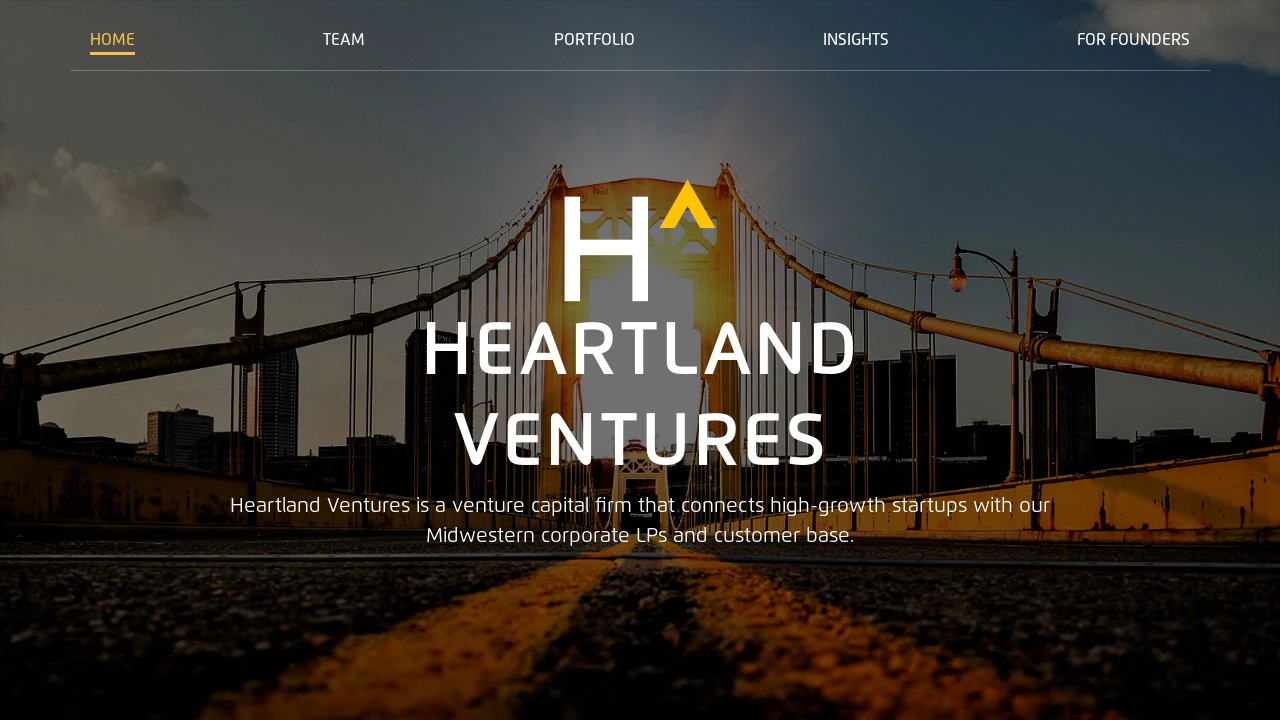 HOME
TEAM
PORTFOLIO
INSIGHTS
FOR FOUNDERS
H
HEARTLAND
VENTURES
Heartland Ventures is a venture capital firm that connects high-growth startups with our
Midwestern corporate LPs and customer base.